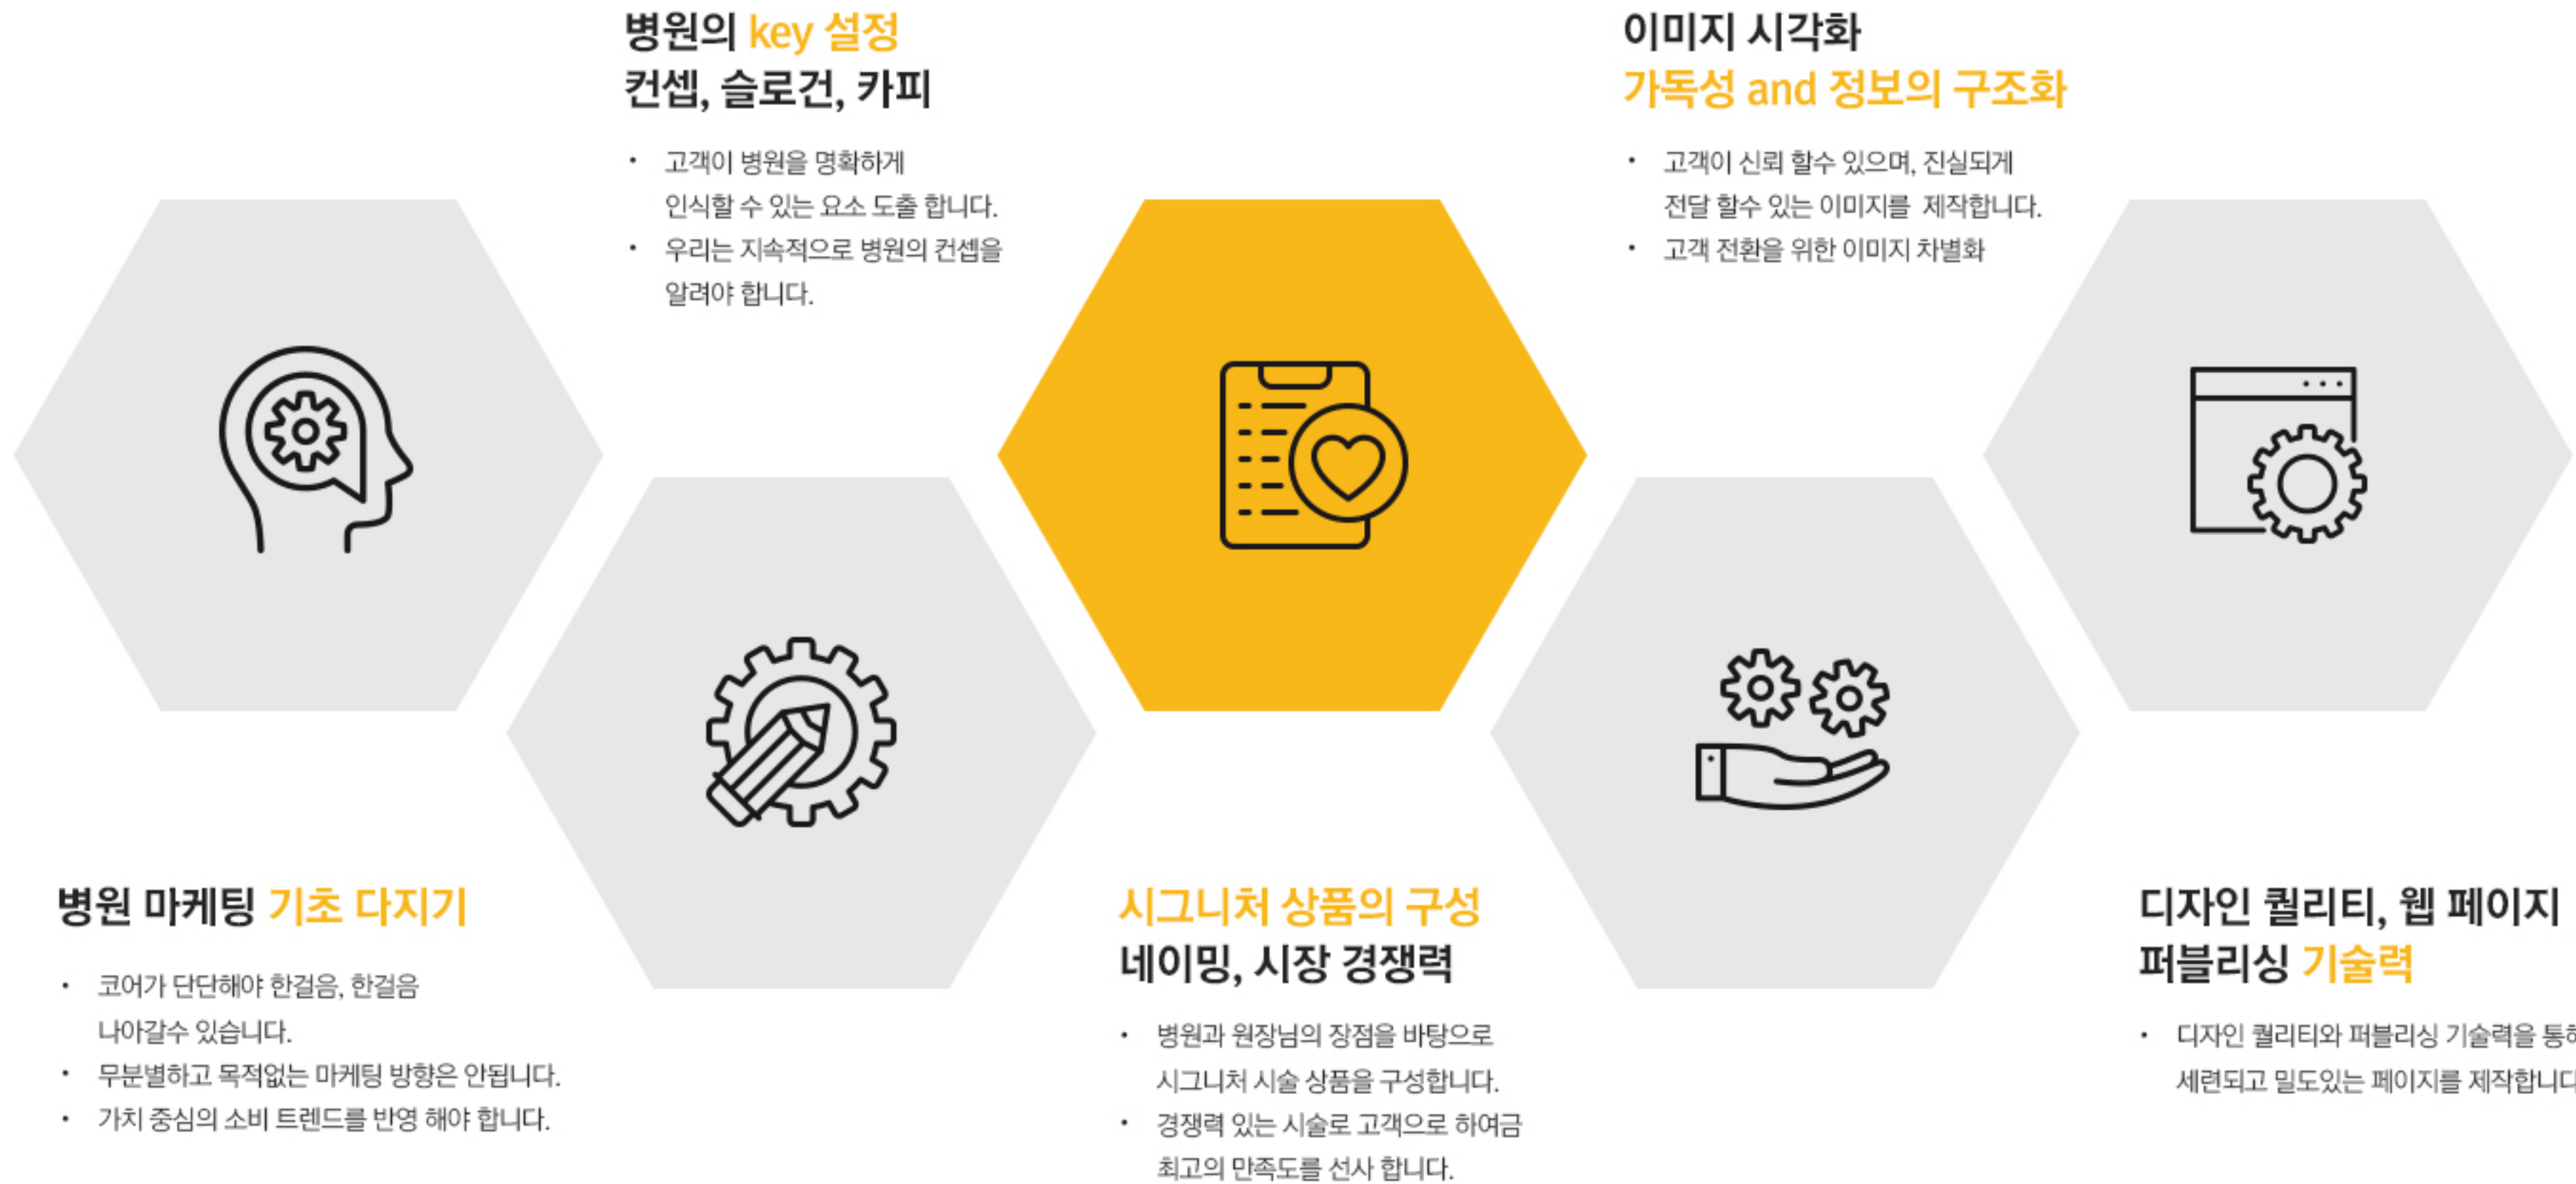 병원의 key 설정
컨셉, 슬로건, 카피
• 고객이 병원을 명확하게
인식할 수 있는 요소 도출 합니다.
• 우리는 지속적으로 병원의 컨셉을
알려야 합니다.
이미지 시각화
가독성 and 정보의 구조화
• 고객이 신뢰 할수 있으며, 진실되게
전달 할수 있는 이미지를 제작합니다.
• 고객 전환을 위한 이미지 차별화
병원 마케팅 기초 다지기
• 코어가 단단해야 한걸음, 한걸음
나아갈수 있습니다.
• 무분별하고 목적없는 마케팅 방향은 안됩니다.
• 가치 중심의 소비 트렌드를 반영 해야 합니다.
시그니처 상품의 구성
네이밍, 시장 경쟁력
• 병원과 원장님의 장점을 바탕으로
시그니처 시술 상품을 구성합니다.
• 경쟁력 있는 시술로 고객으로 하여금
최고의 만족도를 선사 합니다.
디자인 퀄리티, 웹 페이지
퍼블리싱 기술력
• 디자인 퀄리티와 퍼블리싱 기술력을
세련되고 밀도있는 페이지를